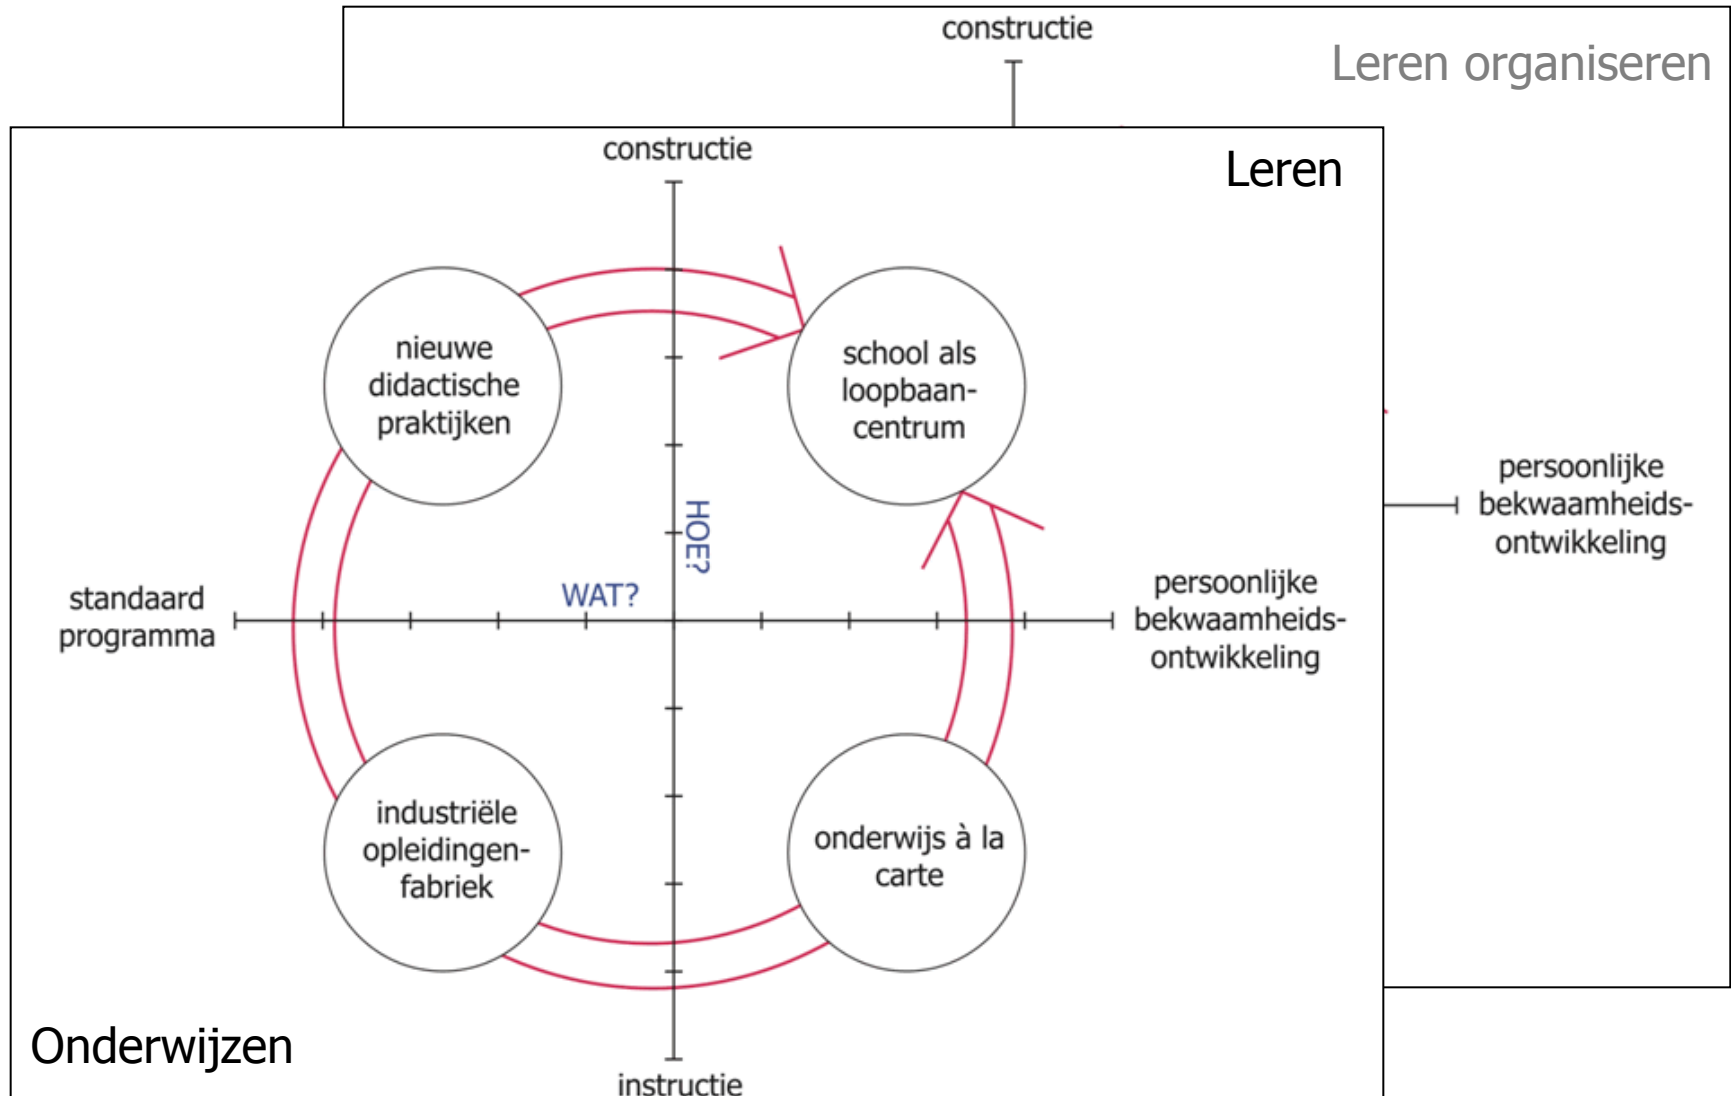 constructie
Leren organiseren
constructie
Leren
nieuwe
didactische
praktijken
school als
loopbaan-
centrum
persoonlijke
bekwaamheids-
ontwikkeling
HOE?
WAT?
standaard
programma
persoonlijke
bekwaamheids-
ontwikkeling
industriële
opleidingen-
fabriek
onderwijs à la
carte
Onderwijzen
instructie